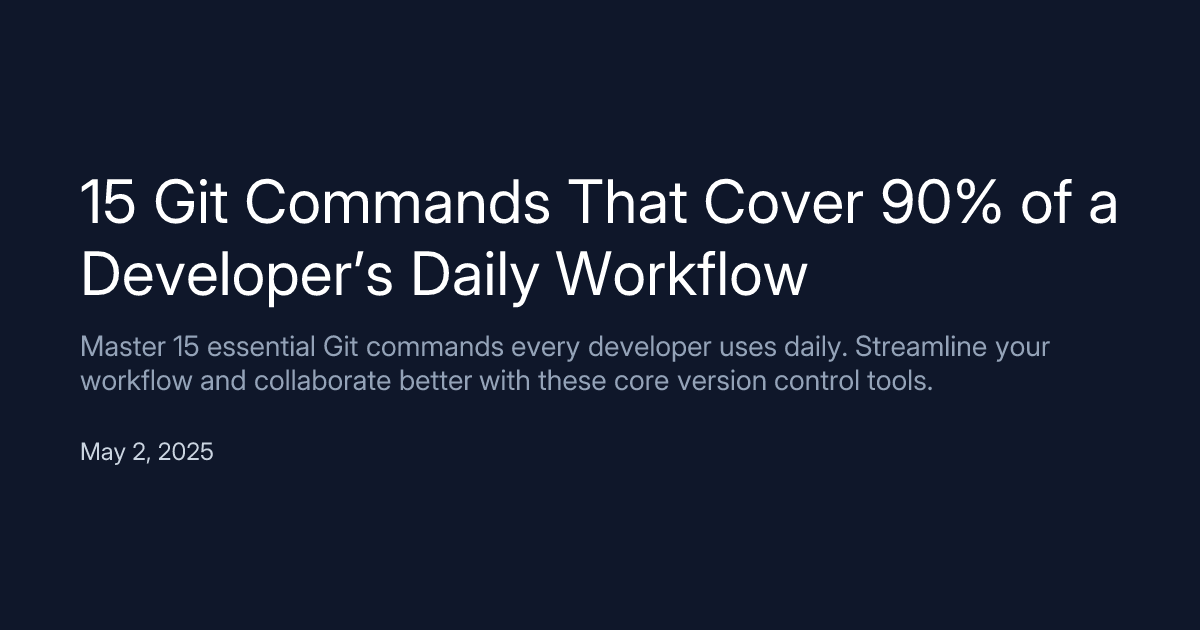 15 Git Commands That Cover 90% of a
Developer’s Daily Workflow
Master 15 essential Git commands every developer uses daily. Streamline your
workflow and collaborate better with these core version control tools.
May 2, 2025